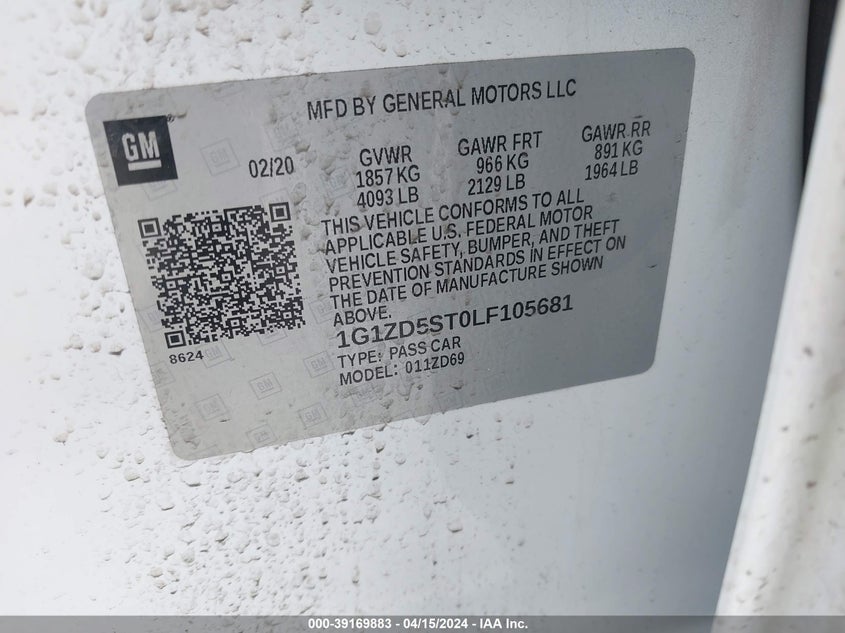 MFD BY GENERAL MOTORS LLC
GM®
02/20
GVWR
1857 KG
4093 LB
GAWR FRT
966 KG
2129 LB
GAWR RR
891 KG
1964 LB
THIS VEHICLE CONFORMS TO ALL
APPLICABLE U.S. FEDERAL MOTOR
VEHICLE SAFETY, BUMPER, AND THEFT
PREVENTION STANDARDS IN EFFECT ON
THE DATE OF MANUFACTURE SHOWN
ABOVE.
1G1ZD5ST0LF105681
TYPE: PASS CAR
MODEL: 011ZD69
8624
000-39169883 - 04/15/2024 - IAA Inc.